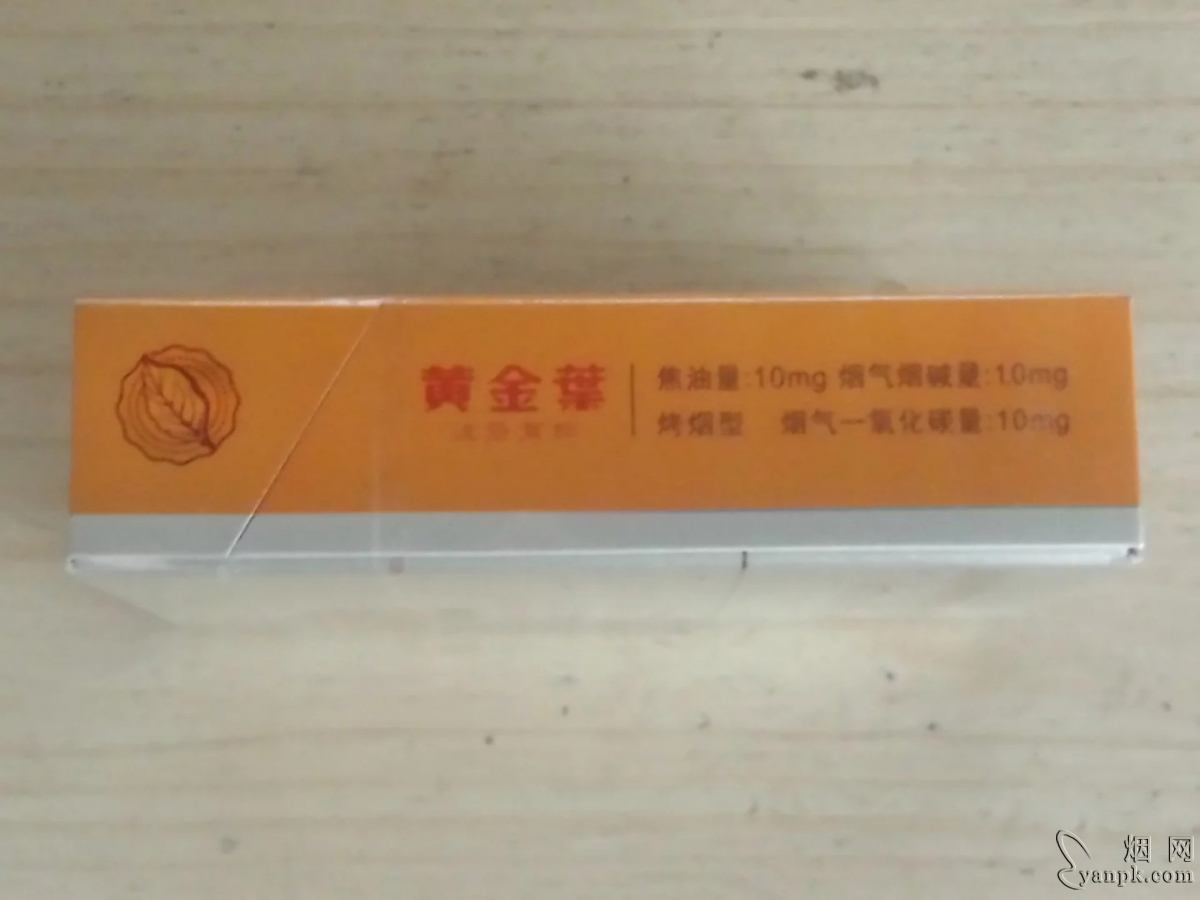 黄金葉
焦油量:10mg 烟气烟碱量:1.0mg
烤烟型 烟气一氧化碳量:10mg
烟网
yanpk.com